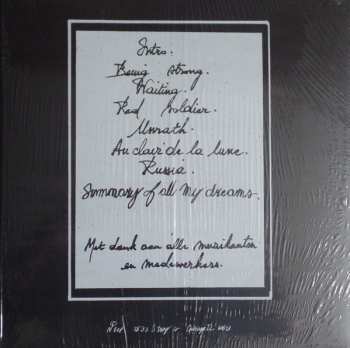 Intro.
Being strong.
Waiting.
Red Soldier.
Unrath.
Au clair de la lune.
Russia.
Summary of all my dreams.
Met dank aan alle muzikanten
en medewerkers.